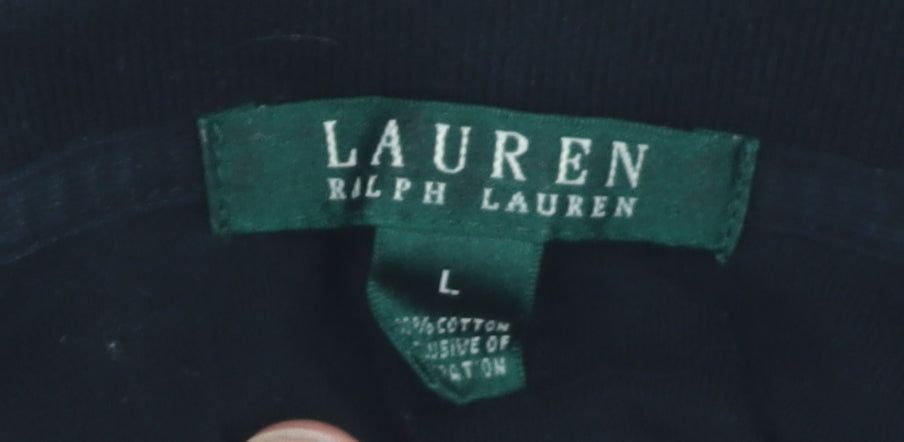 LAUREN
RALPH LAUREN
L
% COTTON
OF